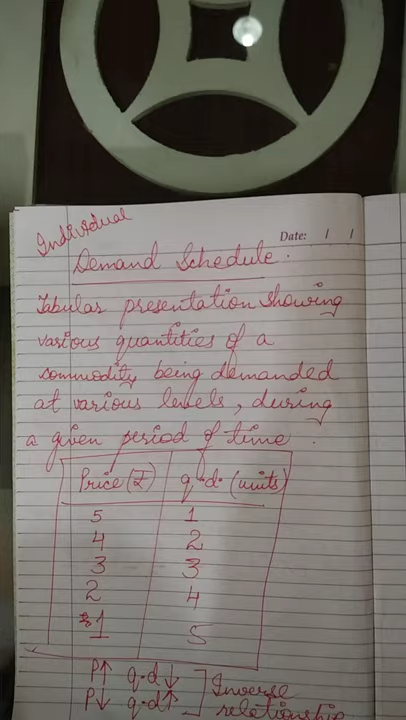 Individual
Date: / /
Demand Schedule.
Tabular presentation showing
various quantities of a
commodity being demanded
at various levels, during
a given period of time.
Price (₹) q.d. (units)
5 1
4 2
3 3
2 4
1 5
P↑ q.d↓ ] Inverse
P↓ q.d↑ ] relationship